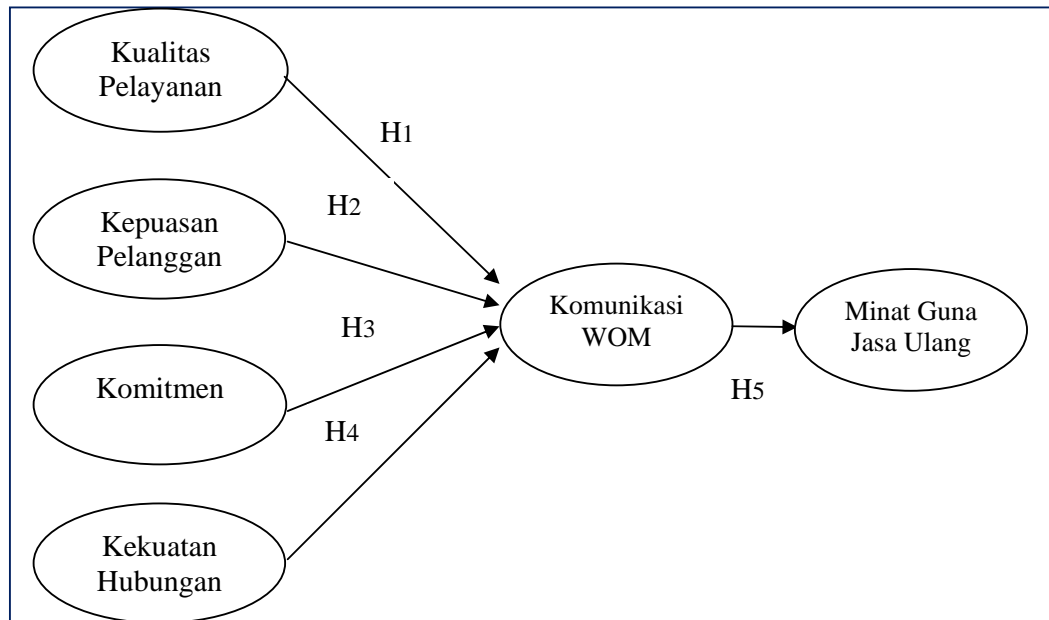 Kualitas
Pelayanan
H1
H2
Kepuasan
Pelanggan
Komunikasi
WOM
Minat Guna
Jasa Ulang
H3
Komitmen
H5
H4
Kekuatan
Hubungan